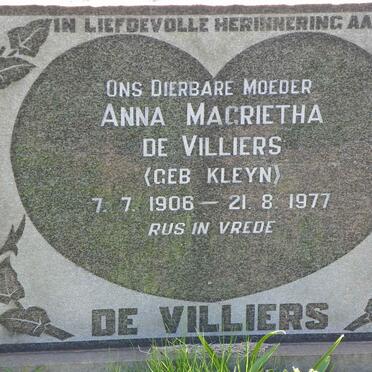 IN LIEFDEVOLLE HERINNERING AAN
ONS DIERBARE MOEDER
ANNA MAGRIETHA
DE VILLIERS
(GEB KLEYN)
7. 7. 1906 — 21. 8. 1977
RUS IN VREDE
DE VILLIERS